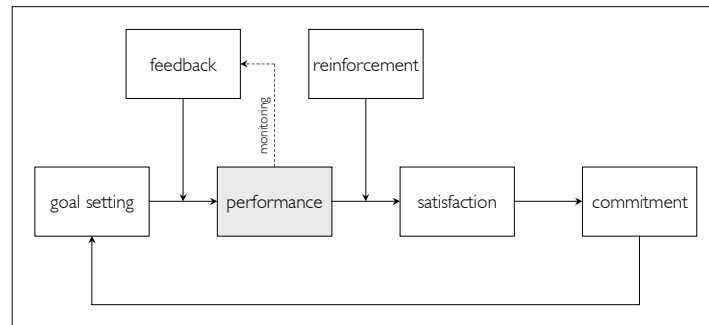 feedback
reinforcement
monitoring
goal setting
performance
satisfaction
commitment